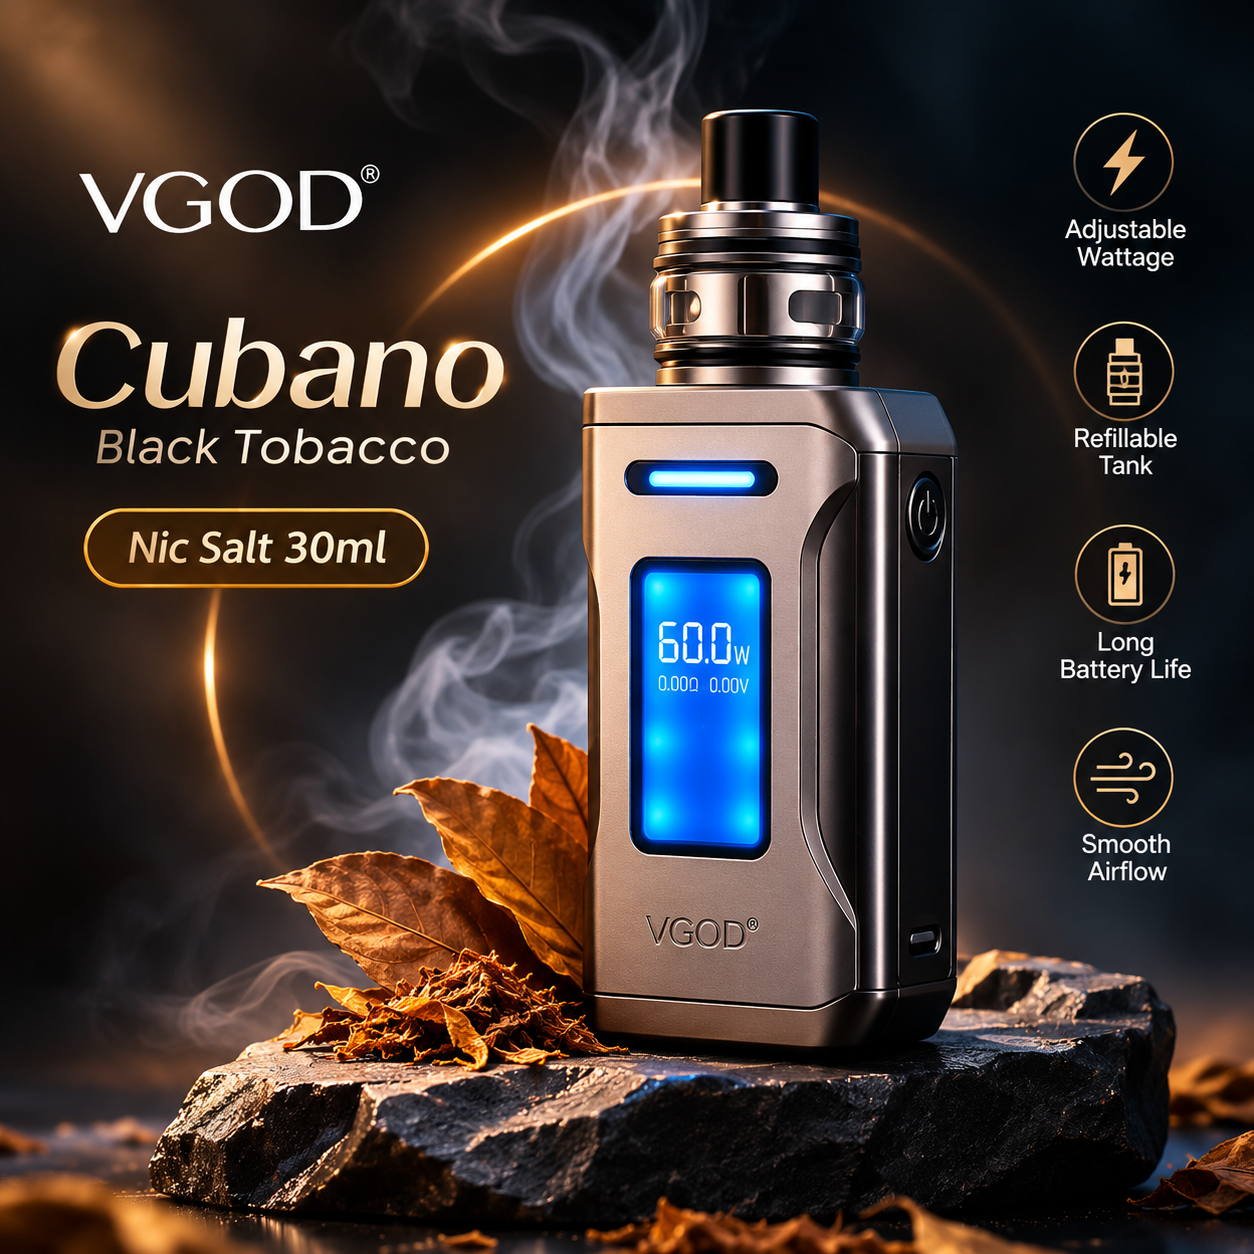 VGOD®
Cubano
Black Tobacco
Nic Salt 30ml
60.0W
0.00Ω 0.00V
VGOD®
Adjustable
Wattage
Refillable
Tank
Long
Battery Life
Smooth
Airflow